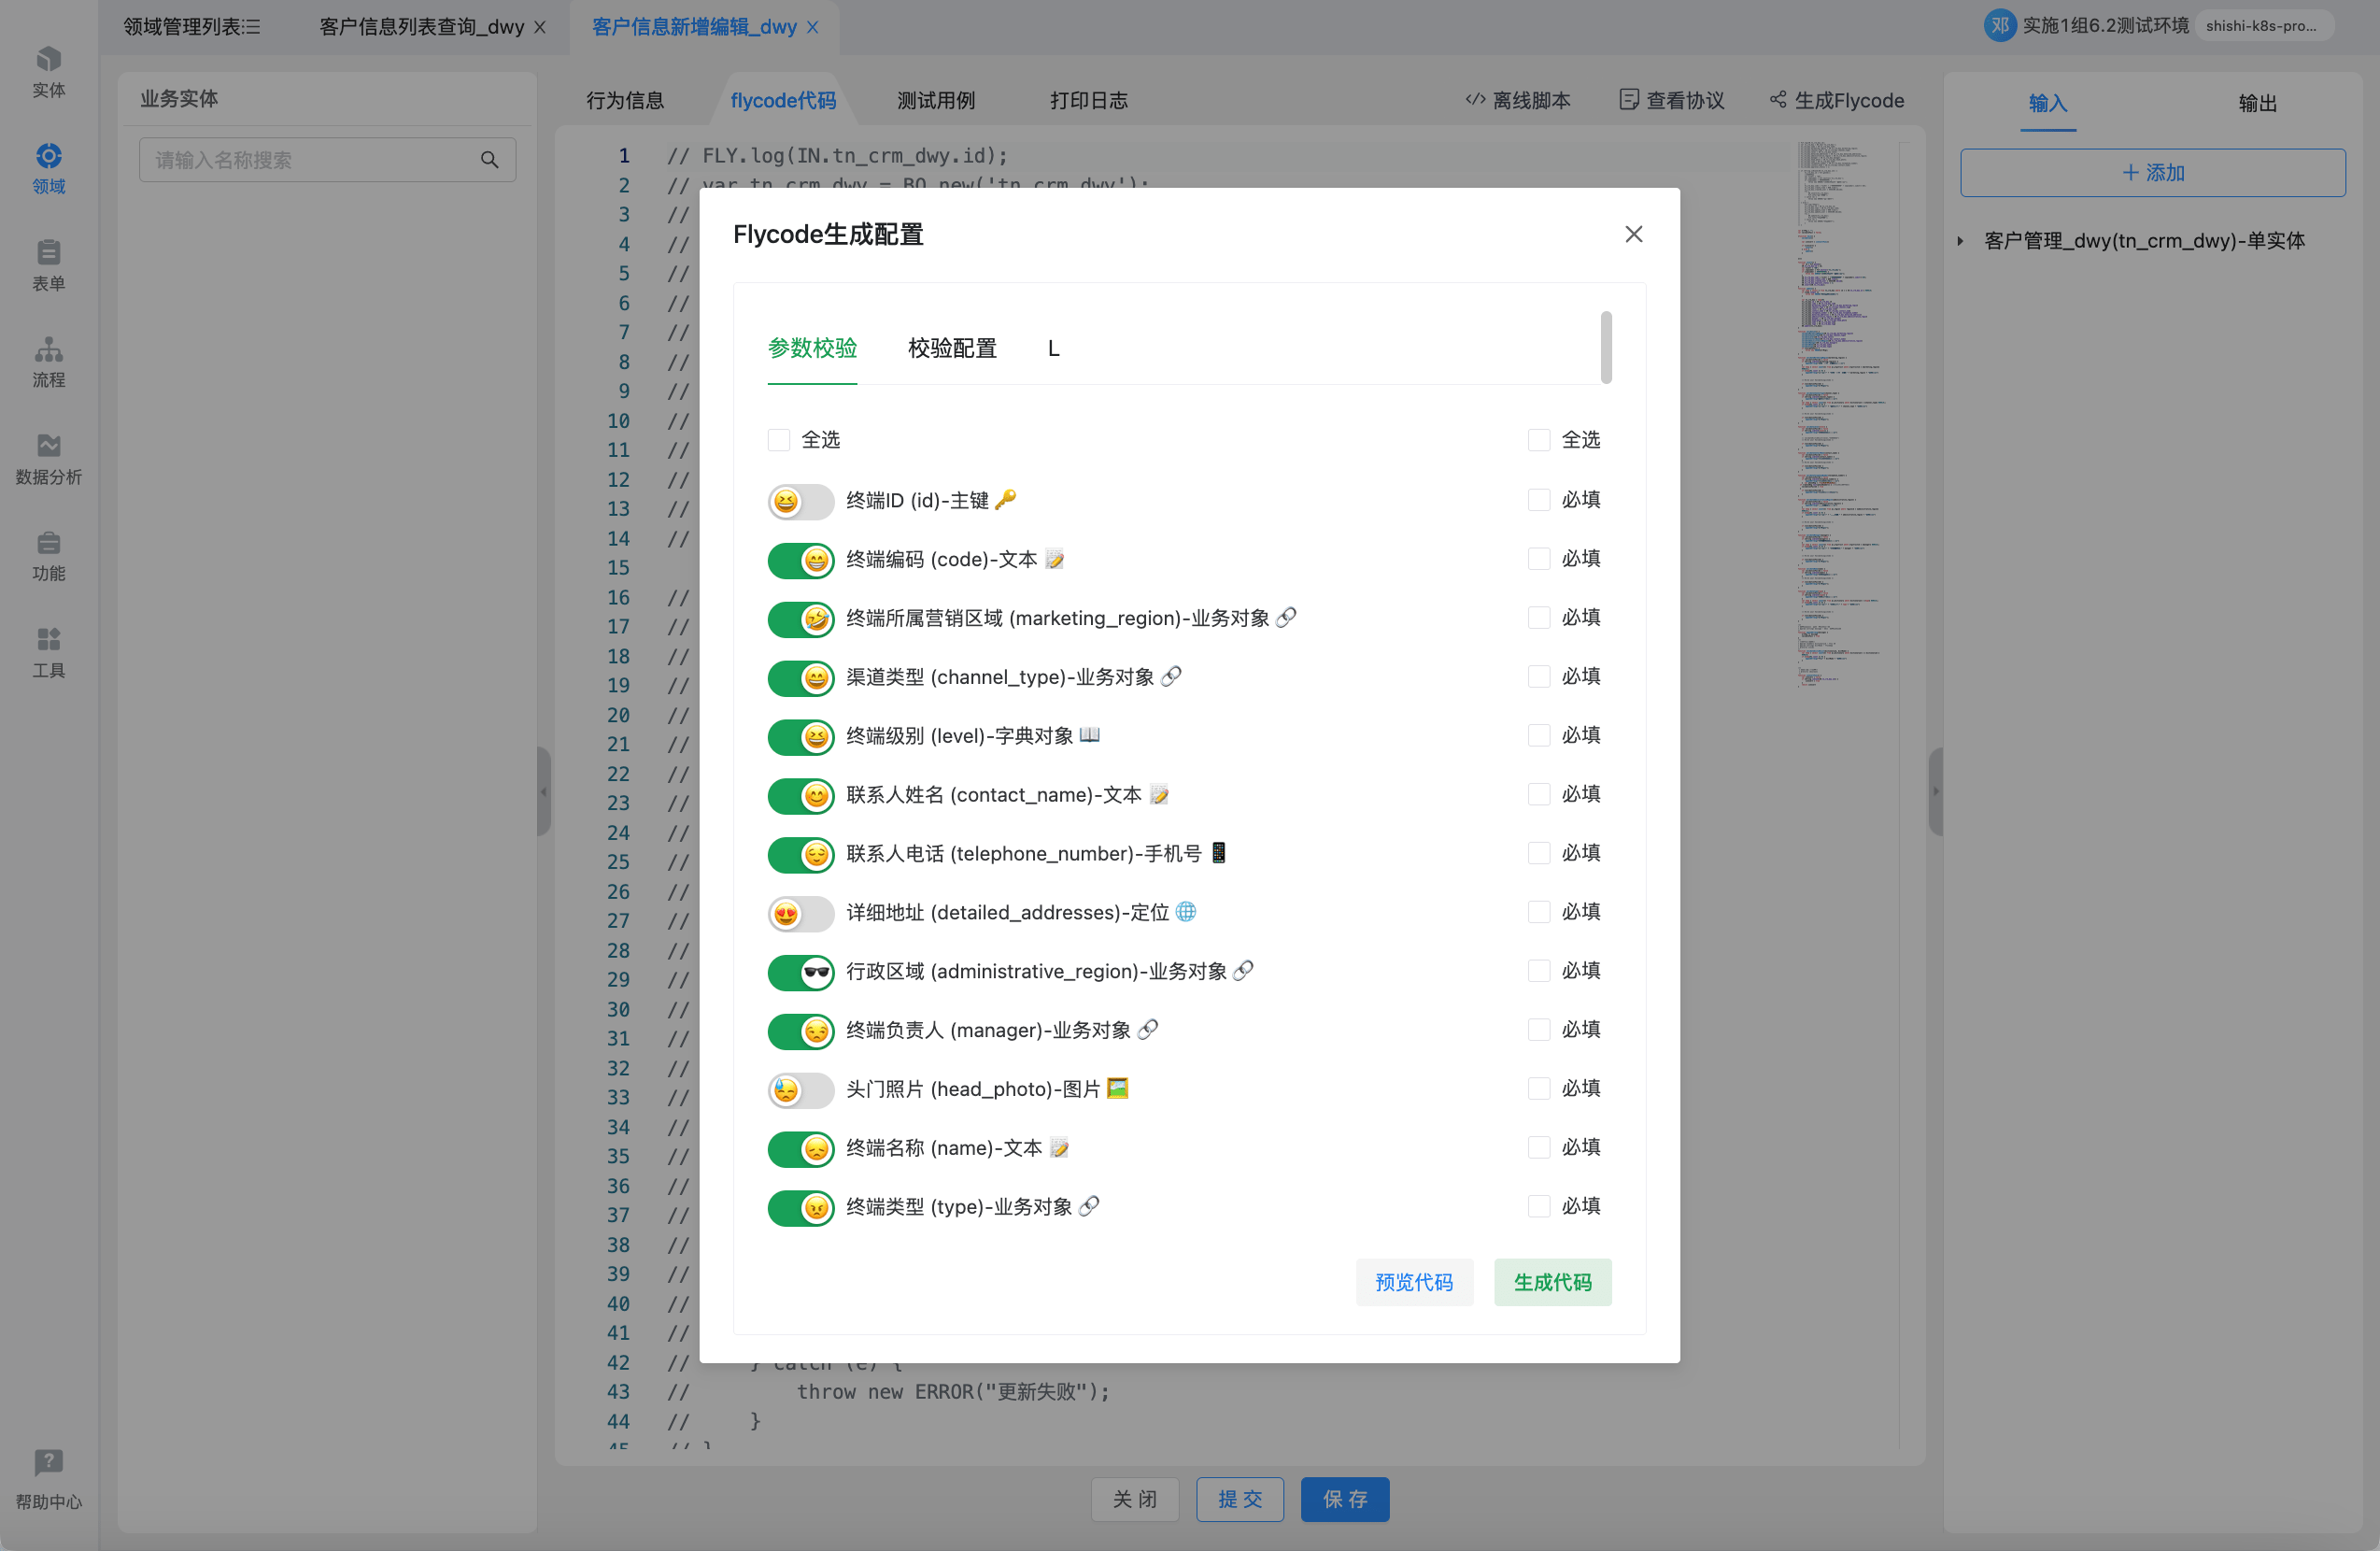 领域管理列表
客户信息列表查询_dwy
客户信息新增编辑_dwy
邓
实施1组6.2测试环境
shishi-k8s-pro...
实体
领域
表单
流程
数据分析
功能
工具
帮助中心
业务实体
请输入名称搜索
行为信息
flycode代码
测试用例
打印日志
</> 离线脚本
查看协议
生成Flycode
1 // FLY.log(IN.tn_crm_dwy.id);
2 // var tn_crm_dwy = BO.new('tn_crm_dwy');
3 //
4 //
5 //
6 //
7 //
8 //
9 //
10 //
11 //
12 //
13 //
14 //
15
16 //
17 //
18 //
19 //
20 //
21 //
22 //
23 //
24 //
25 //
26 //
27 //
28 //
29 //
30 //
31 //
32 //
33 //
34 //
35 //
36 //
37 //
38 //
39 //
40 //
41 //
42 // } catch (e) {
43 // throw new ERROR("更新失败");
44 // }
45 // }
Flycode生成配置
参数校验
校验配置
L
全选
全选
终端ID (id)-主键 🔑
必填
终端编码 (code)-文本 📝
必填
终端所属营销区域 (marketing_region)-业务对象 🔗
必填
渠道类型 (channel_type)-业务对象 🔗
必填
终端级别 (level)-字典对象 📖
必填
联系人姓名 (contact_name)-文本 📝
必填
联系人电话 (telephone_number)-手机号 📱
必填
详细地址 (detailed_addresses)-定位 🌐
必填
行政区域 (administrative_region)-业务对象 🔗
必填
终端负责人 (manager)-业务对象 🔗
必填
头门照片 (head_photo)-图片 🖼️
必填
终端名称 (name)-文本 📝
必填
终端类型 (type)-业务对象 🔗
必填
预览代码
生成代码
关 闭
提 交
保 存
输入
输出
+ 添加
客户管理_dwy(tn_crm_dwy)-单实体